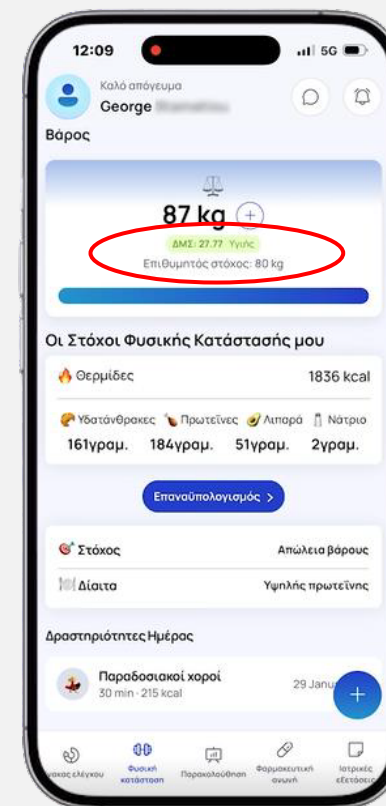 12:09
5G
Καλό απόγευμα
George
Βάρος
87 kg
ΔΜΣ: 27.77 Υγιής
Επιθυμητός στόχος: 80 kg
Οι Στόχοι Φυσικής Κατάστασής μου
Θερμίδες 1836 kcal
Υδατάνθρακες Πρωτεΐνες Λιπαρά Νάτριο
161γραμ. 184γραμ. 51γραμ. 2γραμ.
Επαναϋπολογισμός >
Στόχος Απώλεια βάρους
Δίαιτα Υψηλής πρωτεΐνης
Δραστηριότητες Ημέρας
Παραδοσιακοί χοροί
30 min · 215 kcal
29 Janu
ελέγχου
Φυσική κατάσταση
Παρακολούθηση
Φαρμακευτική αγωγή
Ιατρικές εξετάσεις